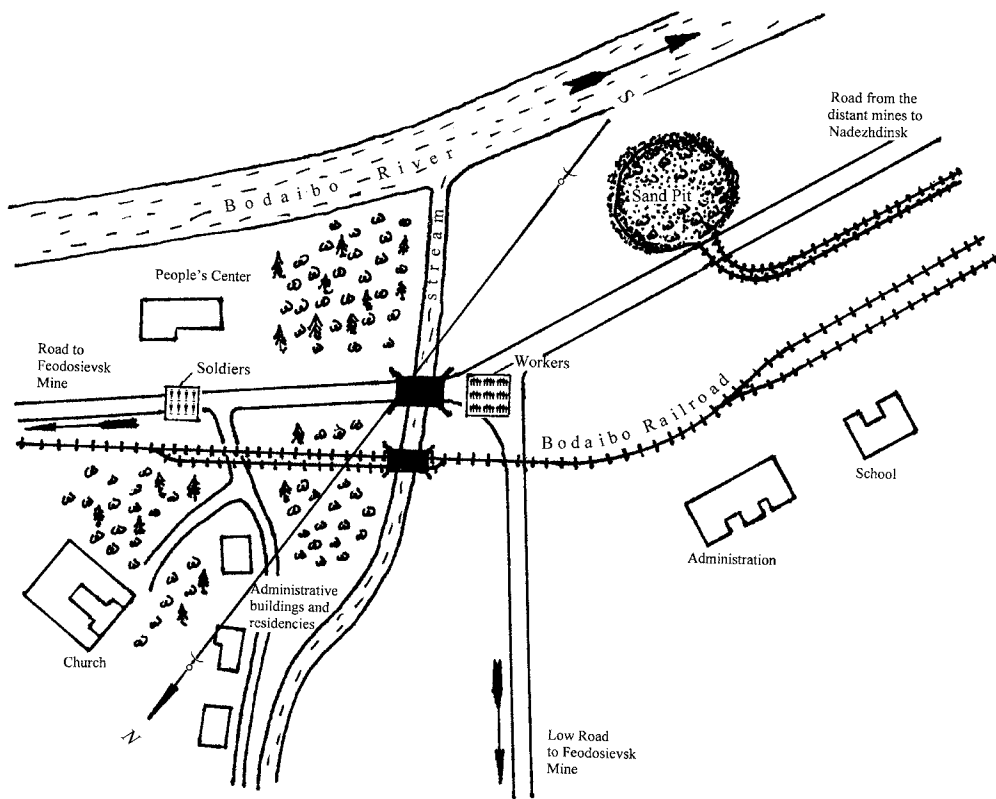 S
Road from the
distant mines to
Nadezhdinsk
Bodaibo River
Sand Pit
stream
People's Center
Road to
Feodosievsk
Mine
Soldiers
Workers
Bodaibo Railroad
School
Administration
Administrative
buildings and
residencies
Church
N
Low Road
to Feodosievsk
Mine